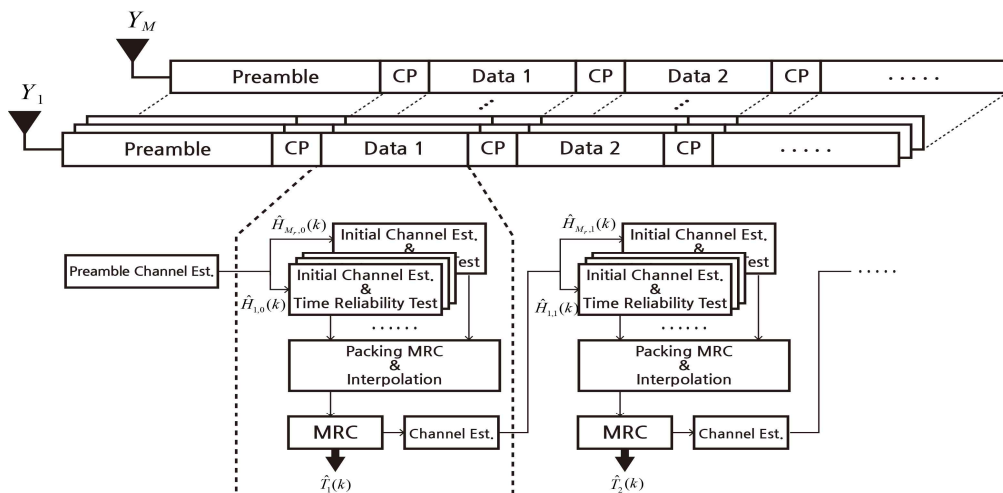 Y_M
Preamble CP Data 1 CP Data 2 CP .....
Y_1
...
...
Preamble CP Data 1 CP Data 2 CP .....
Preamble Channel Est.
Ĥ_{M_r,0}(k)
Initial Channel Est.
&
Test
Initial Channel Est.
&
Time Reliability Test
Ĥ_{1,0}(k)
......
Packing MRC
&
Interpolation
MRC
Channel Est.
T̂_1(k)
Ĥ_{M_r,1}(k)
Initial Channel Est.
&
Test
Initial Channel Est.
&
Time Reliability Test
Ĥ_{1,1}(k)
......
Packing MRC
&
Interpolation
MRC
Channel Est.
T̂_2(k)
.....